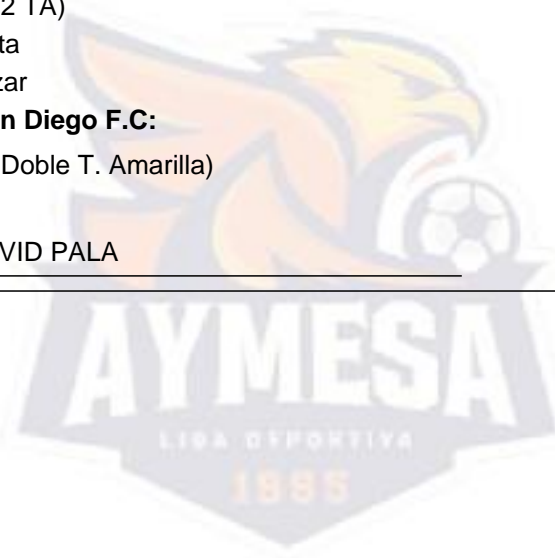 2 TA)
ta
zar
n Diego F.C:
Doble T. Amarilla)
VID PALA
AYMESA
LIGA DEPORTIVA
1995